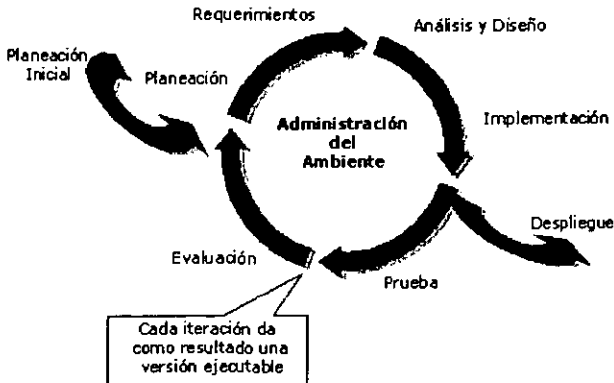 Requerimientos
Análisis y Diseño
Planeación
Inicial
Planeación
Implementación
Administración
del
Ambiente
Despliegue
Evaluación
Prueba
Cada iteración da
como resultado una
versión ejecutable